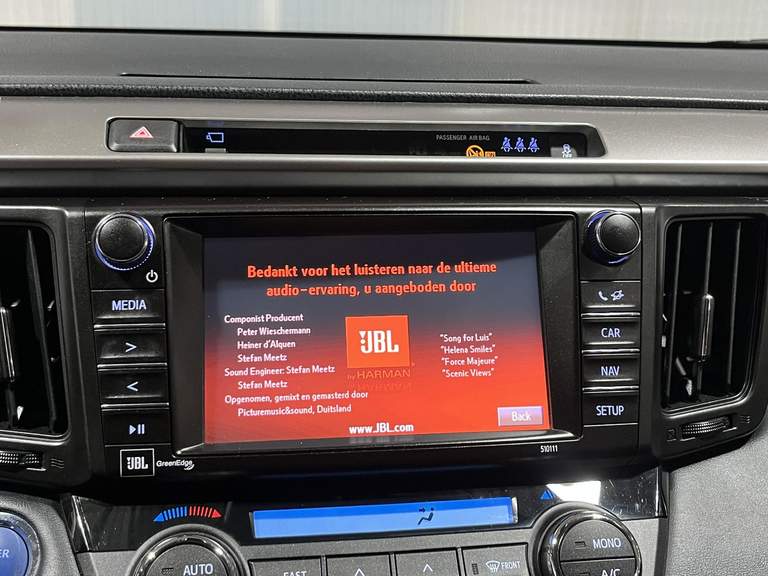 PASSENGER AIR BAG
OFF
Bedankt voor het luisteren naar de ultieme
audio-ervaring, u aangeboden door
Componist Producent
Peter Wieschermann
Heiner d'Alquen
Stefan Meetz
Sound Engineer: Stefan Meetz
Stefan Meetz
Opgenomen, gemixt en gemasterd door
Picturemusic&sound, Duitsland
JBL
by HARMAN
"Song for Luis"
"Helena Smiles"
"Force Majeure"
"Scenic Views"
Back
www.JBL.com
MEDIA
CAR
NAV
SETUP
JBL GreenEdge
510111
AUTO
FAST
FRONT
MONO
A/C